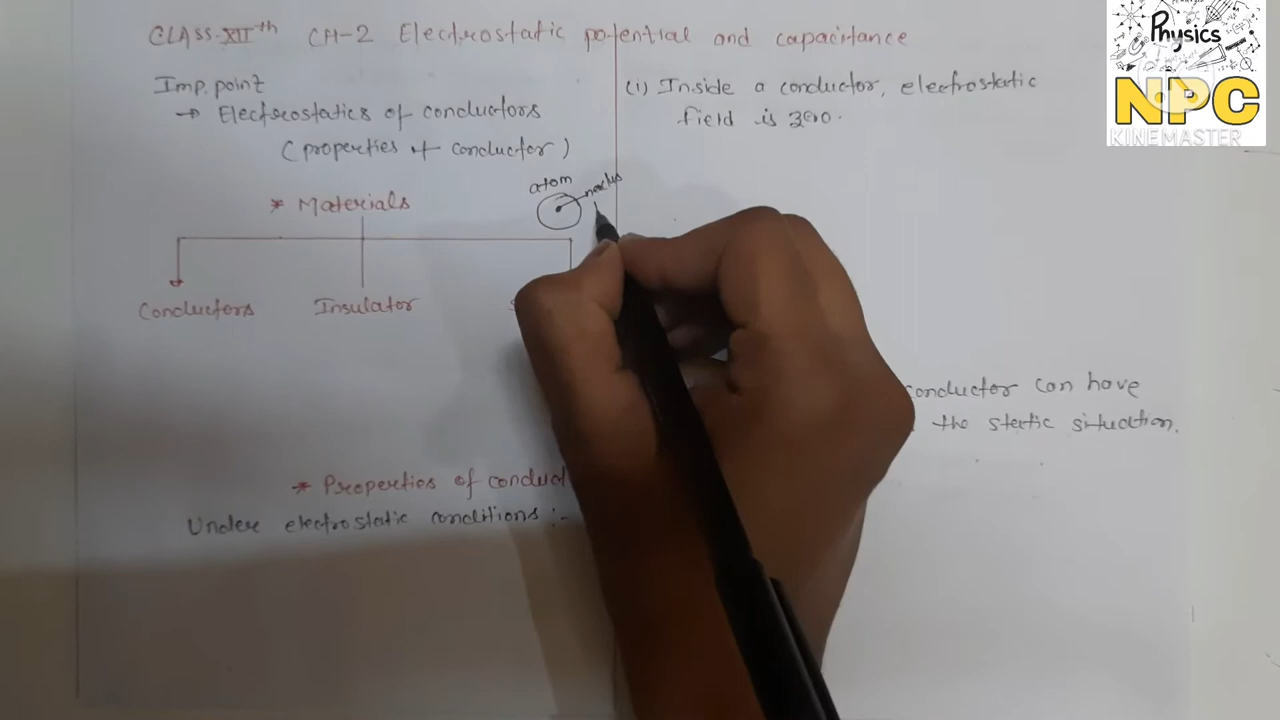 CLASS-XIIth CH-2 Electrostatic potential and capacitance
Imp. point
→ Electrostatics of conductors
(properties of conductor)
* Materials
atom
Conductors Insulator
* Properties of conduct
Under electrostatic conditions :-
(1) Inside a conductor, electrostatic
field is zero.
conductor can have
the static situation.
Physics
NPC
KINEMASTER